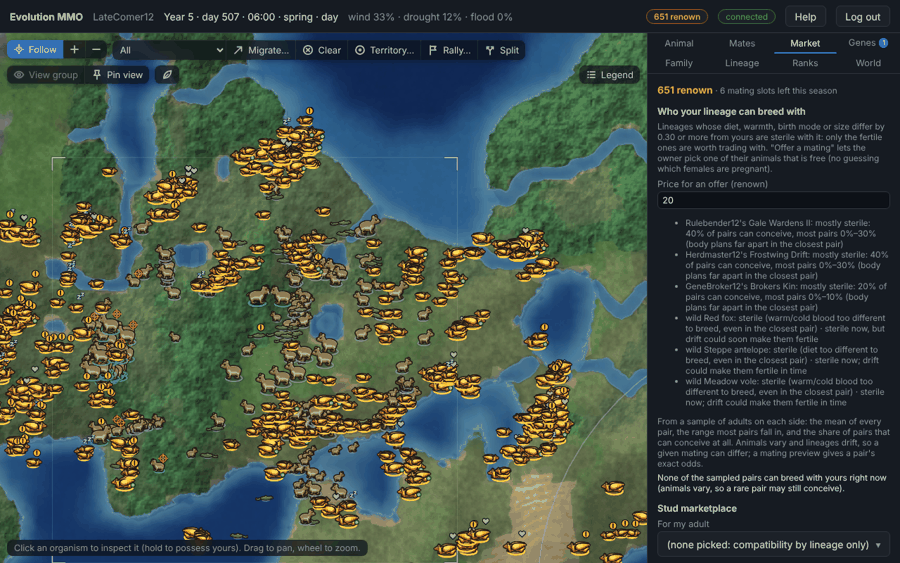 Evolution MMO LateComer12 Year 5 · day 507 · 06:00 · spring · day wind 33% · drought 12% · flood 0% 651 renown connected Help Log out
Follow + − All Migrate... Clear Territory... Rally... Split
View group Pin view Legend
Animal Mates Market Genes 1
Family Lineage Ranks World
651 renown · 6 mating slots left this season
Who your lineage can breed with
Lineages whose diet, warmth, birth mode or size differ by
0.30 or more from yours are sterile with it: only the fertile
ones are worth trading with. "Offer a mating" lets the
owner pick one of their animals that is free (no guessing
which females are pregnant).
Price for an offer (renown)
20
• Rulebender12's Gale Wardens II: mostly sterile:
40% of pairs can conceive, most pairs 0%–30%
(body plans far apart in the closest pair)
• Herdmaster12's Frostwing Drift: mostly sterile: 40%
of pairs can conceive, most pairs 0%–30% (body
plans far apart in the closest pair)
• GeneBroker12's Brokers Kin: mostly sterile: 20% of
pairs can conceive, most pairs 0%–10% (body
plans far apart in the closest pair)
• wild Red fox: sterile (warm/cold blood too different
to breed, even in the closest pair) · sterile now, but
drift could soon make them fertile
• wild Steppe antelope: sterile (diet too different to
breed, even in the closest pair) · sterile now; drift
could make them fertile in time
• wild Meadow vole: sterile (warm/cold blood too
different to breed, even in the closest pair) · sterile
now; drift could make them fertile in time
From a sample of adults on each side: the mean of every
pair, the range most pairs fall in, and the share of pairs that
can conceive at all. Animals vary and lineages drift, so a
given mating can differ; a mating preview gives a pair's
exact odds.
None of the sampled pairs can breed with yours right now
(animals vary, so a rare pair may still conceive).
Stud marketplace
For my adult
(none picked: compatibility by lineage only)
Click an organism to inspect it (hold to possess yours). Drag to pan, wheel to zoom.